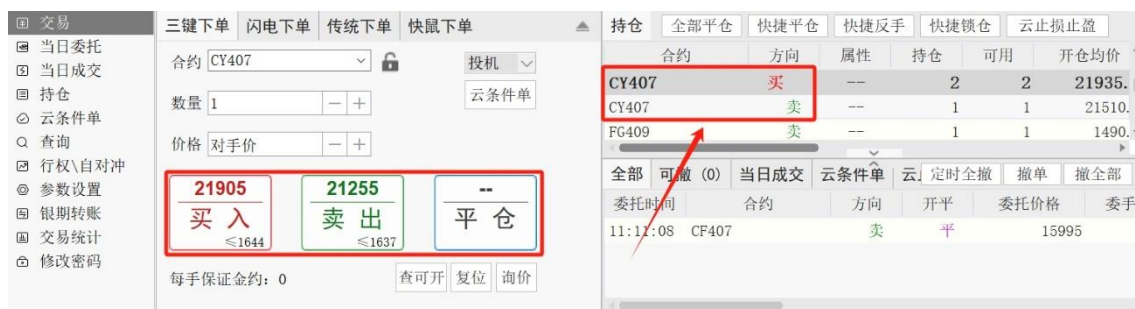 交易
当日委托
当日成交
持仓
云条件单
查询
行权\自对冲
参数设置
银期转账
交易统计
修改密码
三键下单 闪电下单 传统下单 快鼠下单
合约 CY407 投机
数量 1 云条件单
价格 对手价
21905 21255 --
买入 卖出 平仓
≤1644 ≤1637
每手保证金约: 0 查可开 复位 询价
持仓 全部平仓 快捷平仓 快捷反手 快捷锁仓 云止损止盈
合约 方向 属性 持仓 可用 开仓均价
CY407 买 -- 2 2 21935.
CY407 卖 -- 1 1 21510.
FG409 卖 -- 1 1 1490.
全部 可撤 (0) 当日成交 云条件单 云 定时全撤 撤单 撤全部
委托时间 合约 方向 开平 委托价格 委手
11:11:08 CF407 卖 平 15995